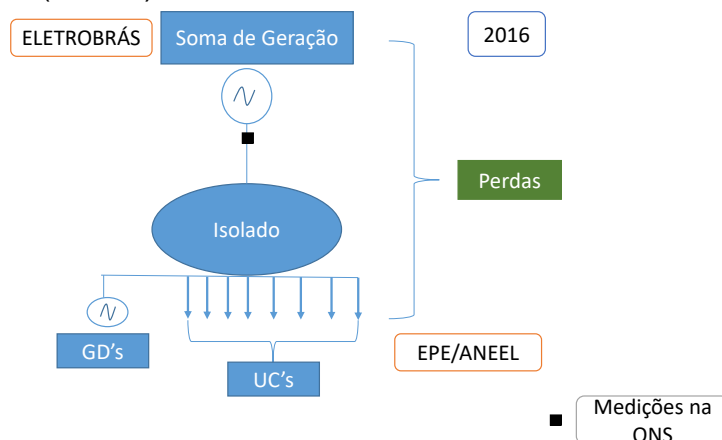 ELETROBRÁS
Soma de Geração
2016
Perdas
Isolado
GD's
UC's
EPE/ANEEL
Medições na
ONS